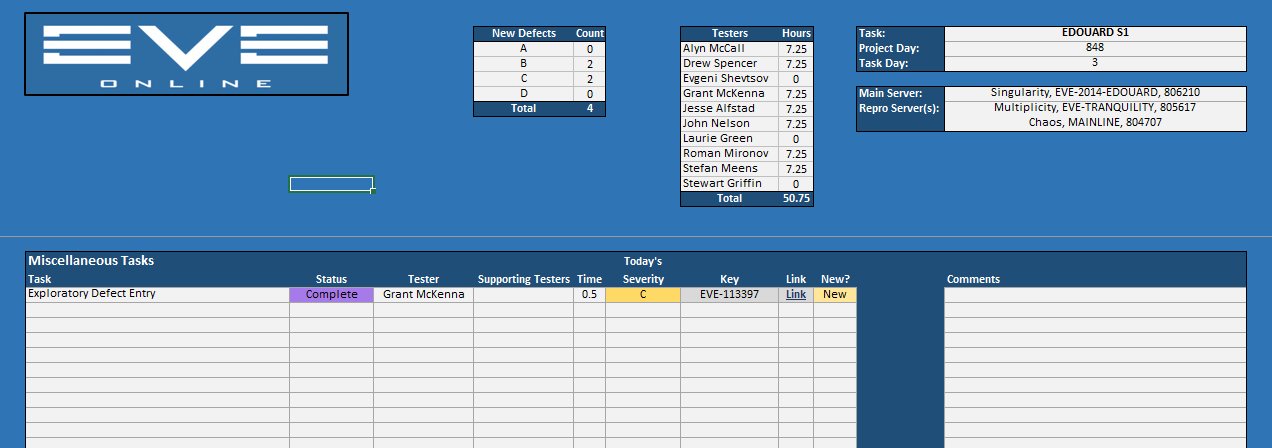 EVE
ONLINE
New Defects Count
A 0
B 2
C 2
D 0
Total 4
Testers Hours
Alyn McCall 7.25
Drew Spencer 7.25
Evgeni Shevtsov 0
Grant McKenna 7.25
Jesse Alfstad 7.25
John Nelson 7.25
Laurie Green 0
Roman Mironov 7.25
Stefan Meens 7.25
Stewart Griffin 0
Total 50.75
Task: EDOUARD S1
Project Day: 848
Task Day: 3
Main Server: Singularity, EVE-2014-EDOUARD, 806210
Repro Server(s): Multiplicity, EVE-TRANQUILITY, 805617
Chaos, MAINLINE, 804707
Miscellaneous Tasks Today's
Task Status Tester Supporting Testers Time Severity Key Link New? Comments
Exploratory Defect Entry Complete Grant McKenna 0.5 C EVE-113397 Link New